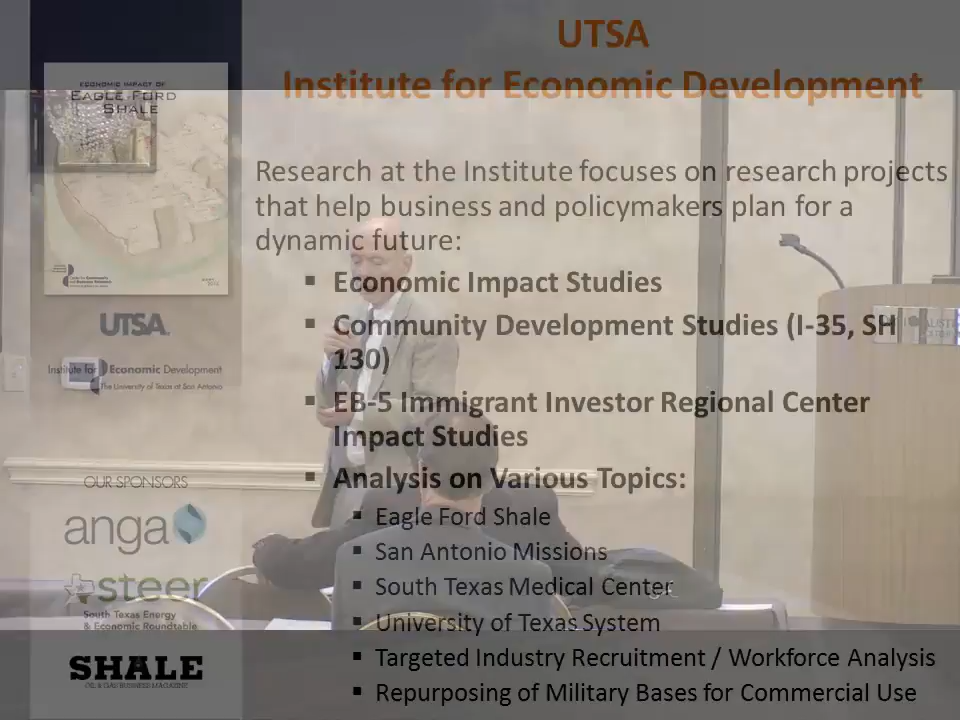 UTSA
Institute for Economic Development
ECONOMIC IMPACT OF
EAGLE FORD
SHALE
Research at the Institute focuses on research projects
that help business and policymakers plan for a
dynamic future:
▪ Economic Impact Studies
▪ Community Development Studies (I-35, SH
130)
▪ EB-5 Immigrant Investor Regional Center
Impact Studies
▪ Analysis on Various Topics:
▪ Eagle Ford Shale
▪ San Antonio Missions
▪ South Texas Medical Center
▪ University of Texas System
▪ Targeted Industry Recruitment / Workforce Analysis
▪ Repurposing of Military Bases for Commercial Use
UTSA
Institute for Economic Development
The University of Texas at San Antonio
OUR SPONSORS
anga
steer
South Texas Energy
& Economic Roundtable
SHALE
OIL & GAS BUSINESS MAGAZINE